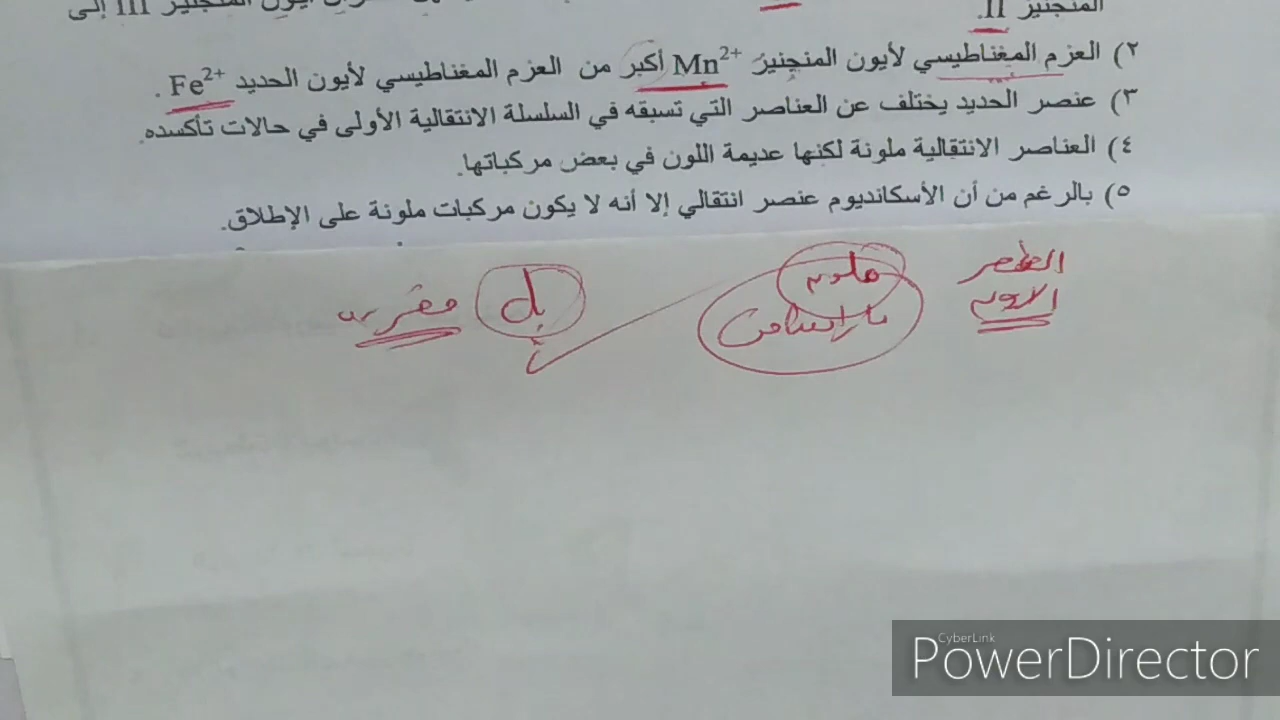 المنجنيز II.
٢) العزم المغناطيسي لأيون المنجنيز Mn²⁺ أكبر من العزم المغناطيسي لأيون الحديد Fe²⁺ .
٣) عنصر الحديد يختلف عن العناصر التي تسبقه في السلسلة الانتقالية الأولى في حالات تأكسده.
٤) العناصر الانتقالية ملونة لكنها عديمة اللون في بعض مركباتها.
٥) بالرغم من أن الأسكانديوم عنصر انتقالي إلا أنه لا يكون مركبات ملونة على الإطلاق.
CyberLink
PowerDirector